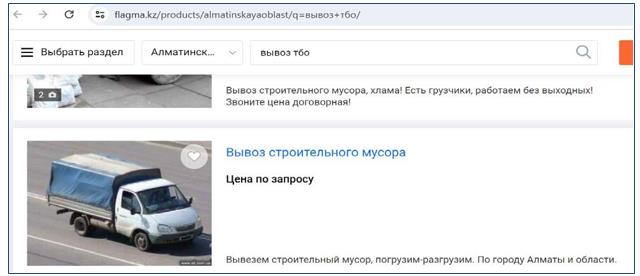 flagma.kz/products/almatinskayaoblast/q=вывоз+тбо/
Выбрать раздел
Алматинск...
вывоз тбо
2
Вывоз строительного мусора, хлама! Есть грузчики, работаем без выходных!
Звоните цена договорная!
Вывоз строительного мусора
Цена по запросу
Вывезем строительный мусор, погрузим-разгрузим. По городу Алматы и области.